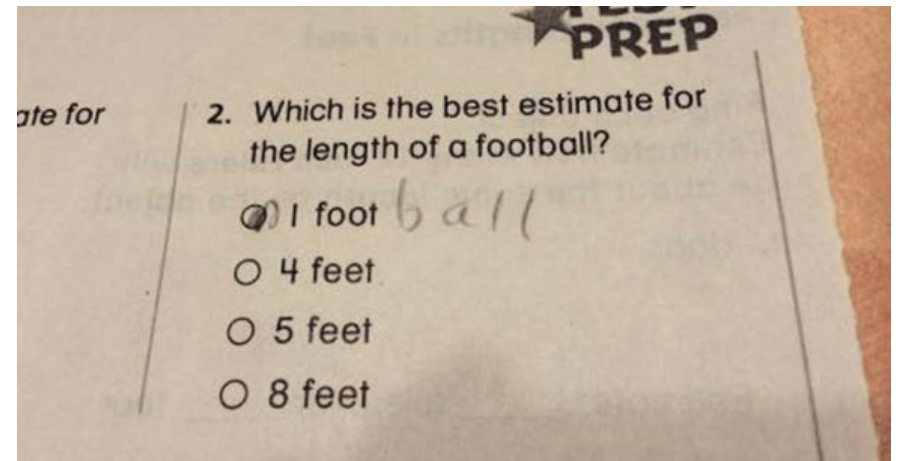 PREP
ate for
2. Which is the best estimate for
the length of a football?
1 foot ball
4 feet
5 feet
8 feet